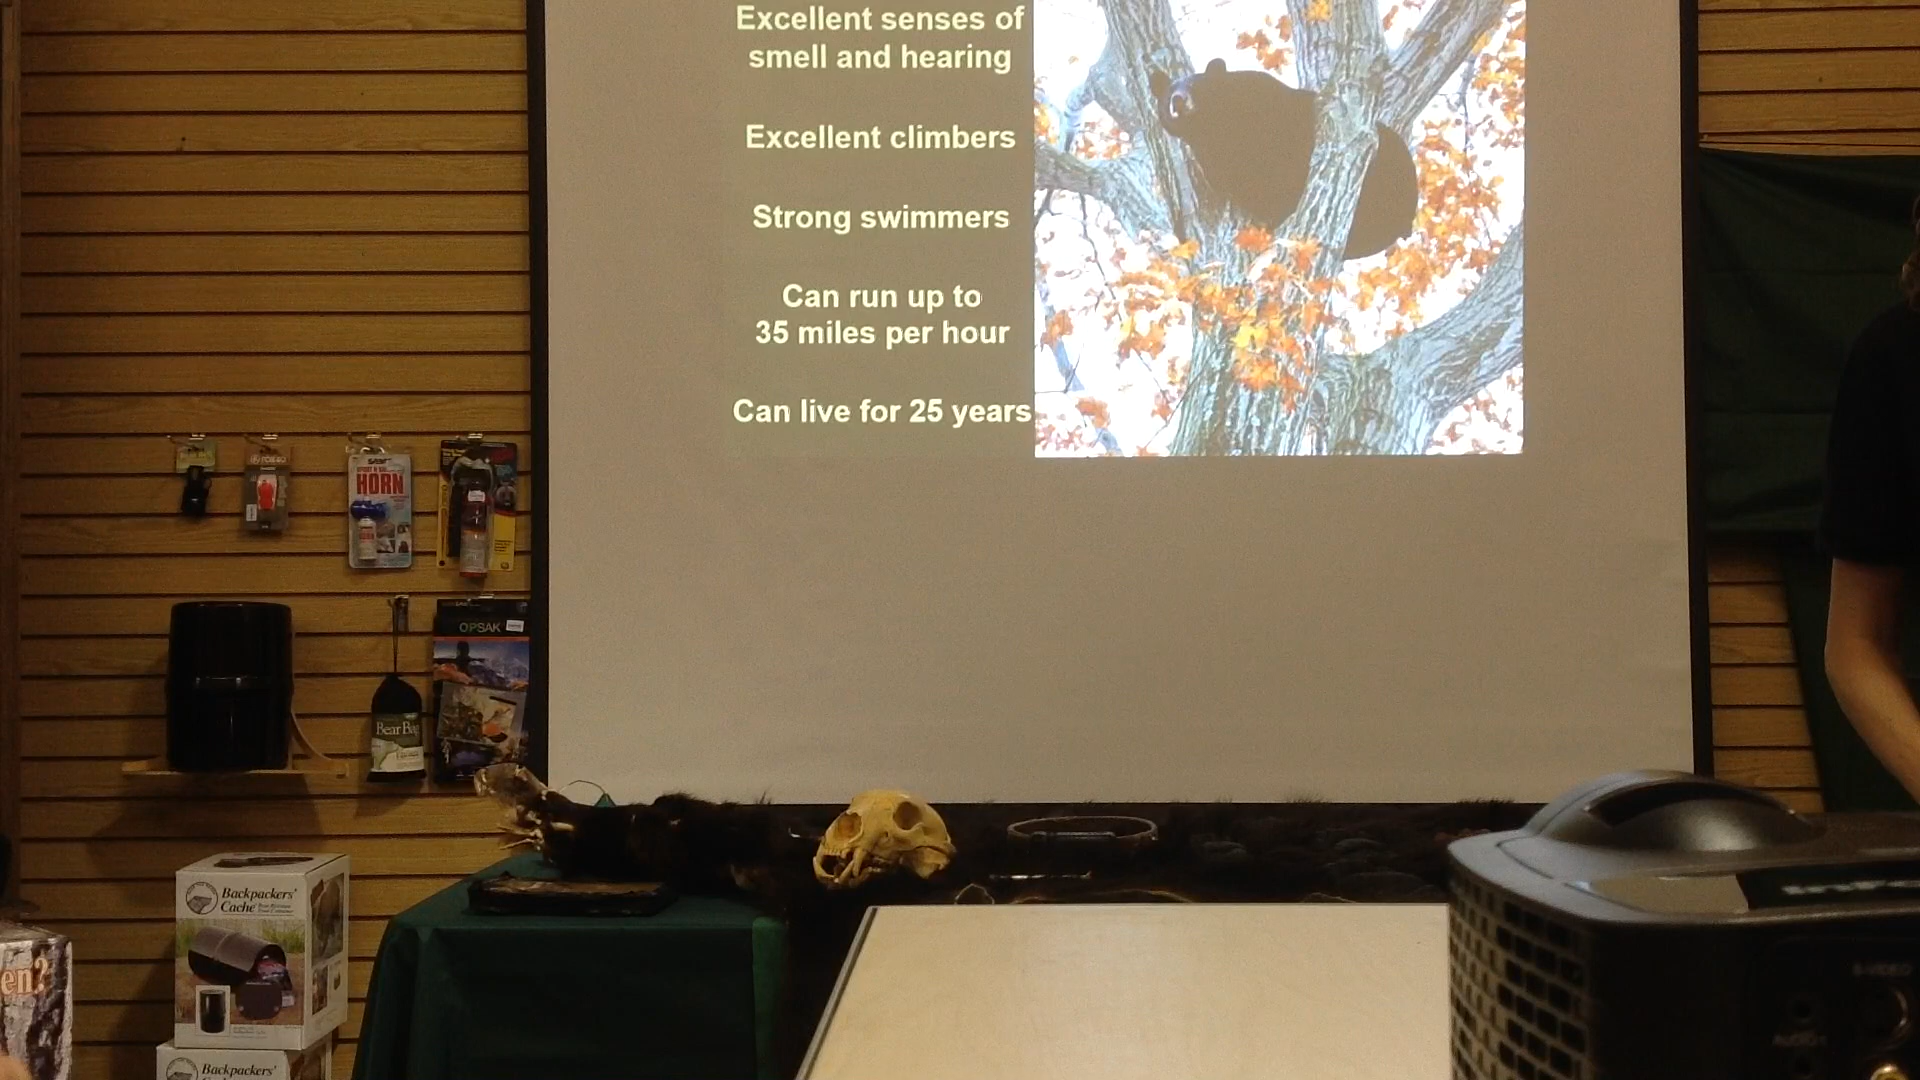 Excellent senses of
smell and hearing
Excellent climbers
Strong swimmers
Can run up to
35 miles per hour
Can live for 25 years
HORN
OPSAK
Bear Bag
Backpackers'
Cache
en?
Backpackers'